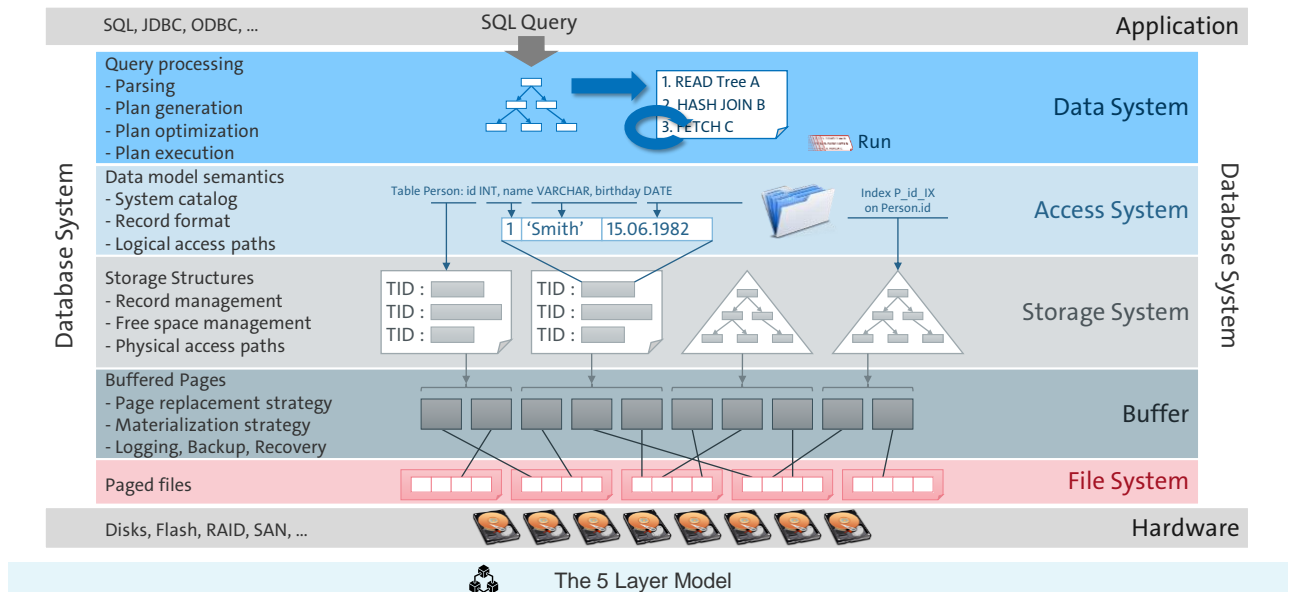 SQL, JDBC, ODBC, …
SQL Query
Application
Database System
Query processing
- Parsing
- Plan generation
- Plan optimization
- Plan execution
1. READ Tree A
2. HASH JOIN B
3. FETCH C
Run
Data System
Data model semantics
- System catalog
- Record format
- Logical access paths
Table Person: id INT, name VARCHAR, birthday DATE
1 'Smith' 15.06.1982
Index P_id_IX
on Person.id
Access System
Storage Structures
- Record management
- Free space management
- Physical access paths
TID :
TID :
TID :
TID :
TID :
TID :
Storage System
Buffered Pages
- Page replacement strategy
- Materialization strategy
- Logging, Backup, Recovery
Buffer
Paged files
File System
Database System
Disks, Flash, RAID, SAN, …
Hardware
The 5 Layer Model